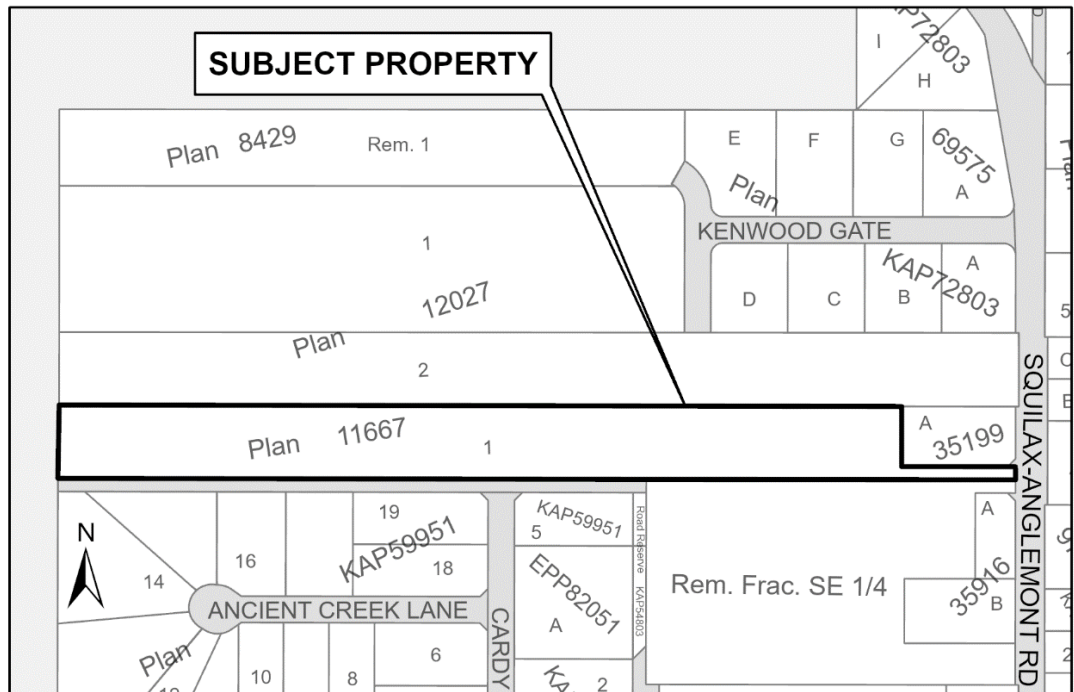 I
KAP72803
H
SUBJECT PROPERTY
Plan 8429
Rem. 1
E
F
G
69575
A
Plan
KENWOOD GATE
1
12027
Plan
D
C
B
A
KAP72803
5
2
SQUILAX-ANGLEMONT RD
Plan 11667
1
A
35199
N
14
16
19
KAP59951
18
ANCIENT CREEK LANE
CARDY
KAP59951
5
EPP82051
A
Road Reserve KAP54803
Rem. Frac. SE 1/4
A
35916
B
Plan
10
8
6
2
2